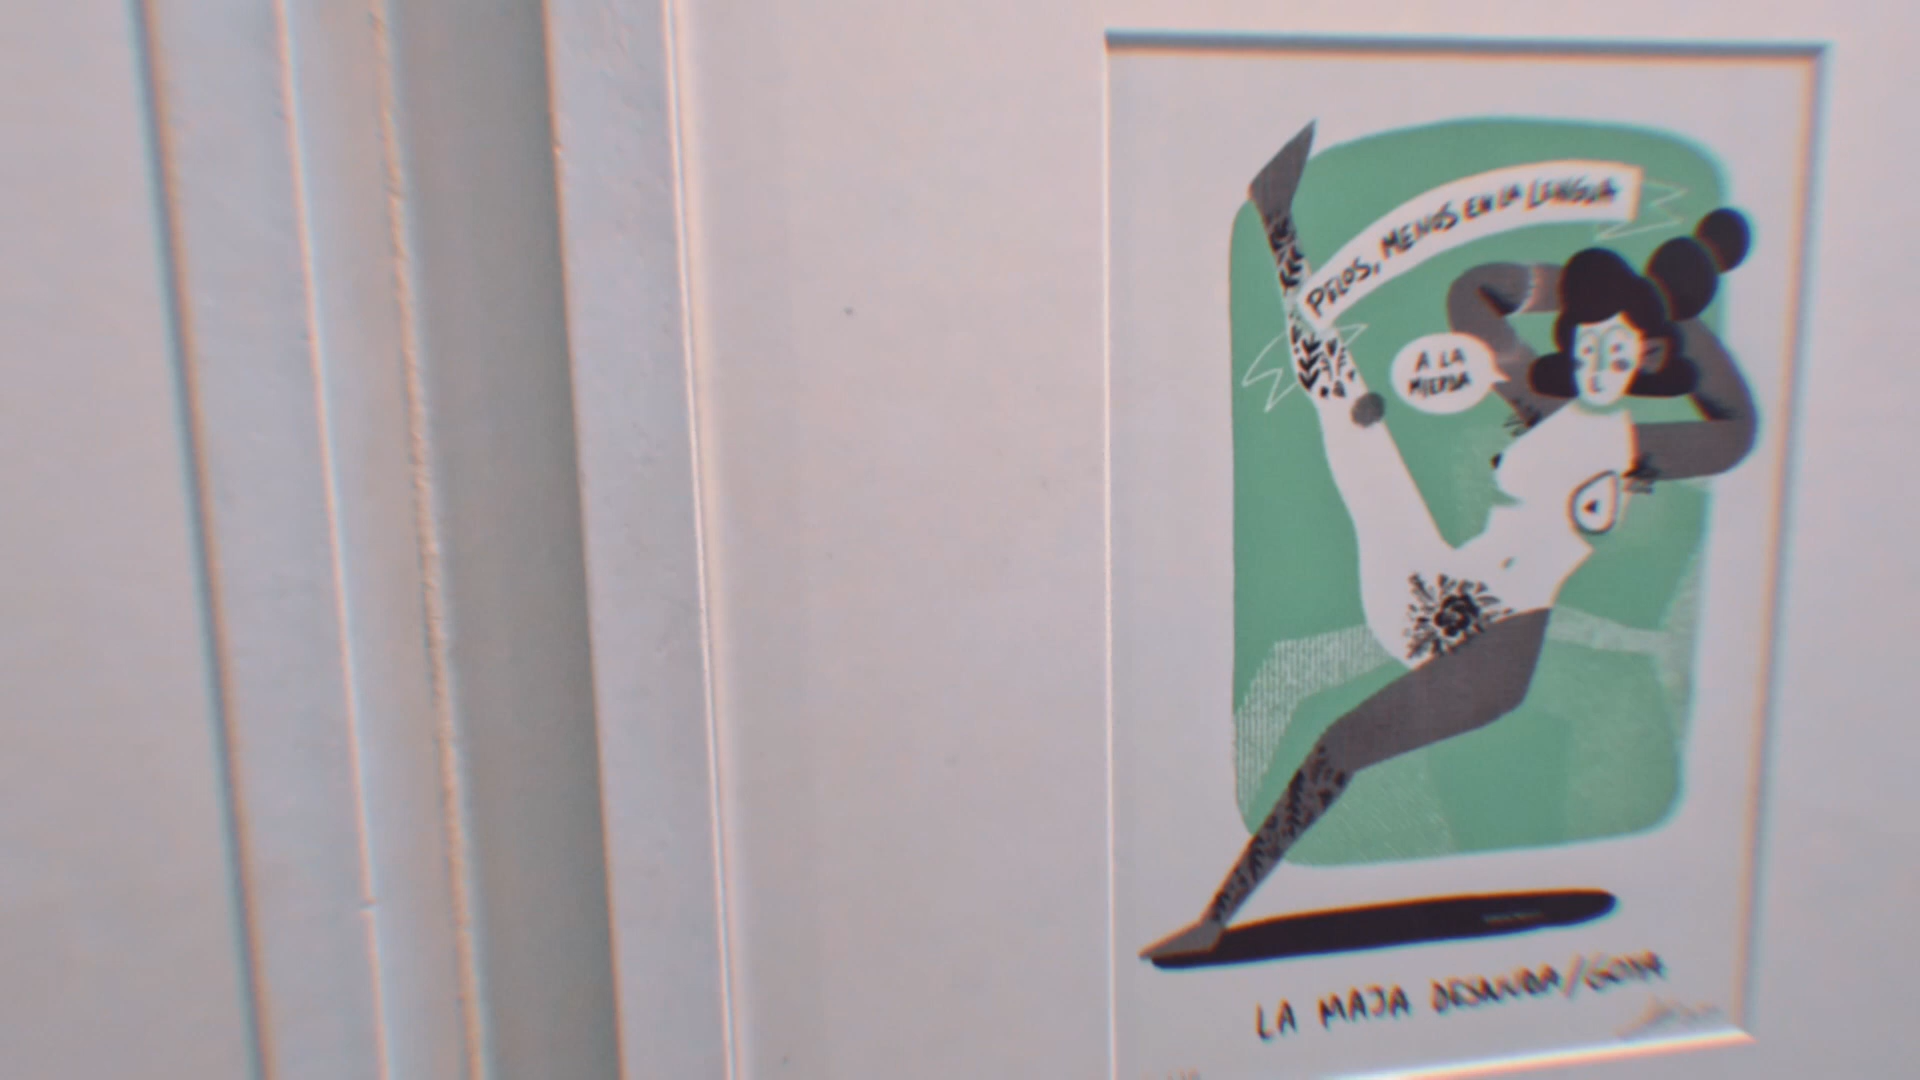 PELOS, MENOS EN LA LENGUA
A LA
MIERDA
LA MAJA DESNUDA/GOYA